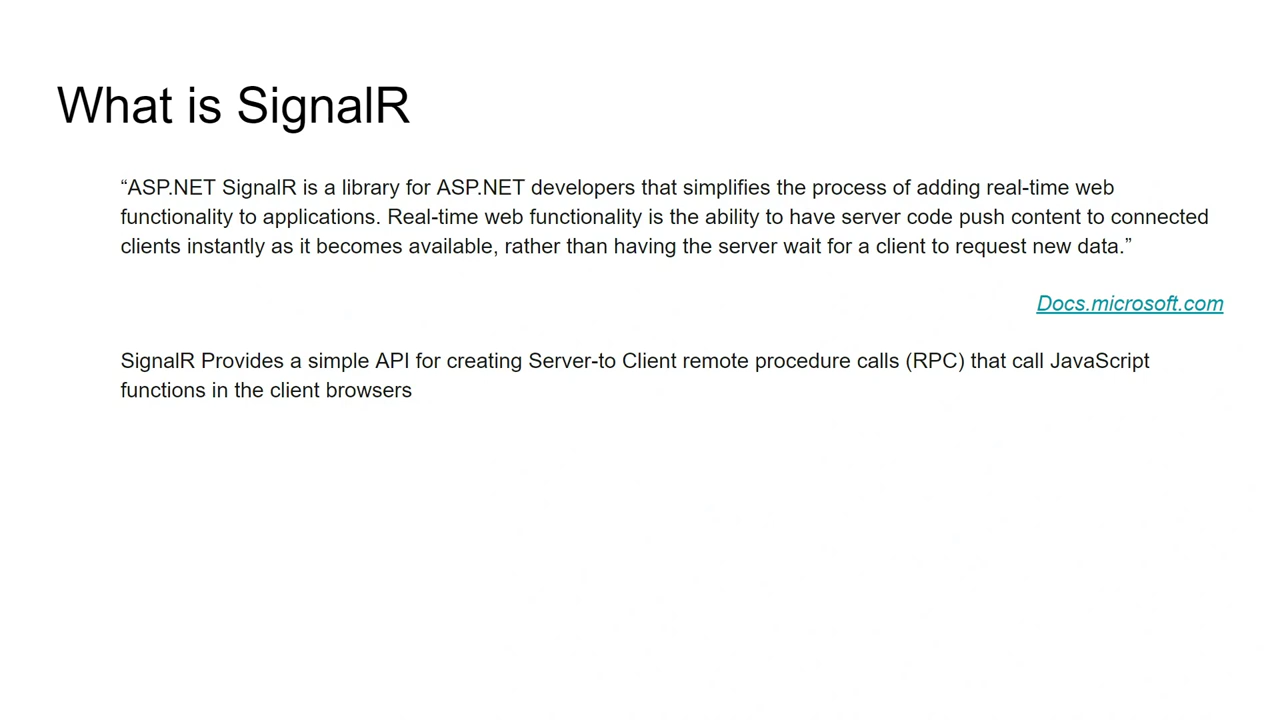 What is SignalR
“ASP.NET SignalR is a library for ASP.NET developers that simplifies the process of adding real-time web
functionality to applications. Real-time web functionality is the ability to have server code push content to connected
clients instantly as it becomes available, rather than having the server wait for a client to request new data.”
Docs.microsoft.com
SignalR Provides a simple API for creating Server-to Client remote procedure calls (RPC) that call JavaScript
functions in the client browsers